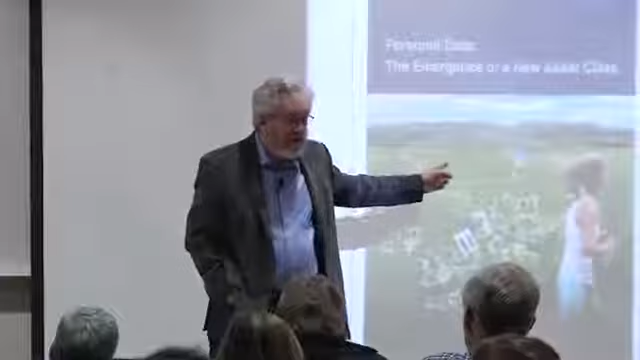 Personal Data:
The Emergence of a new Asset Class